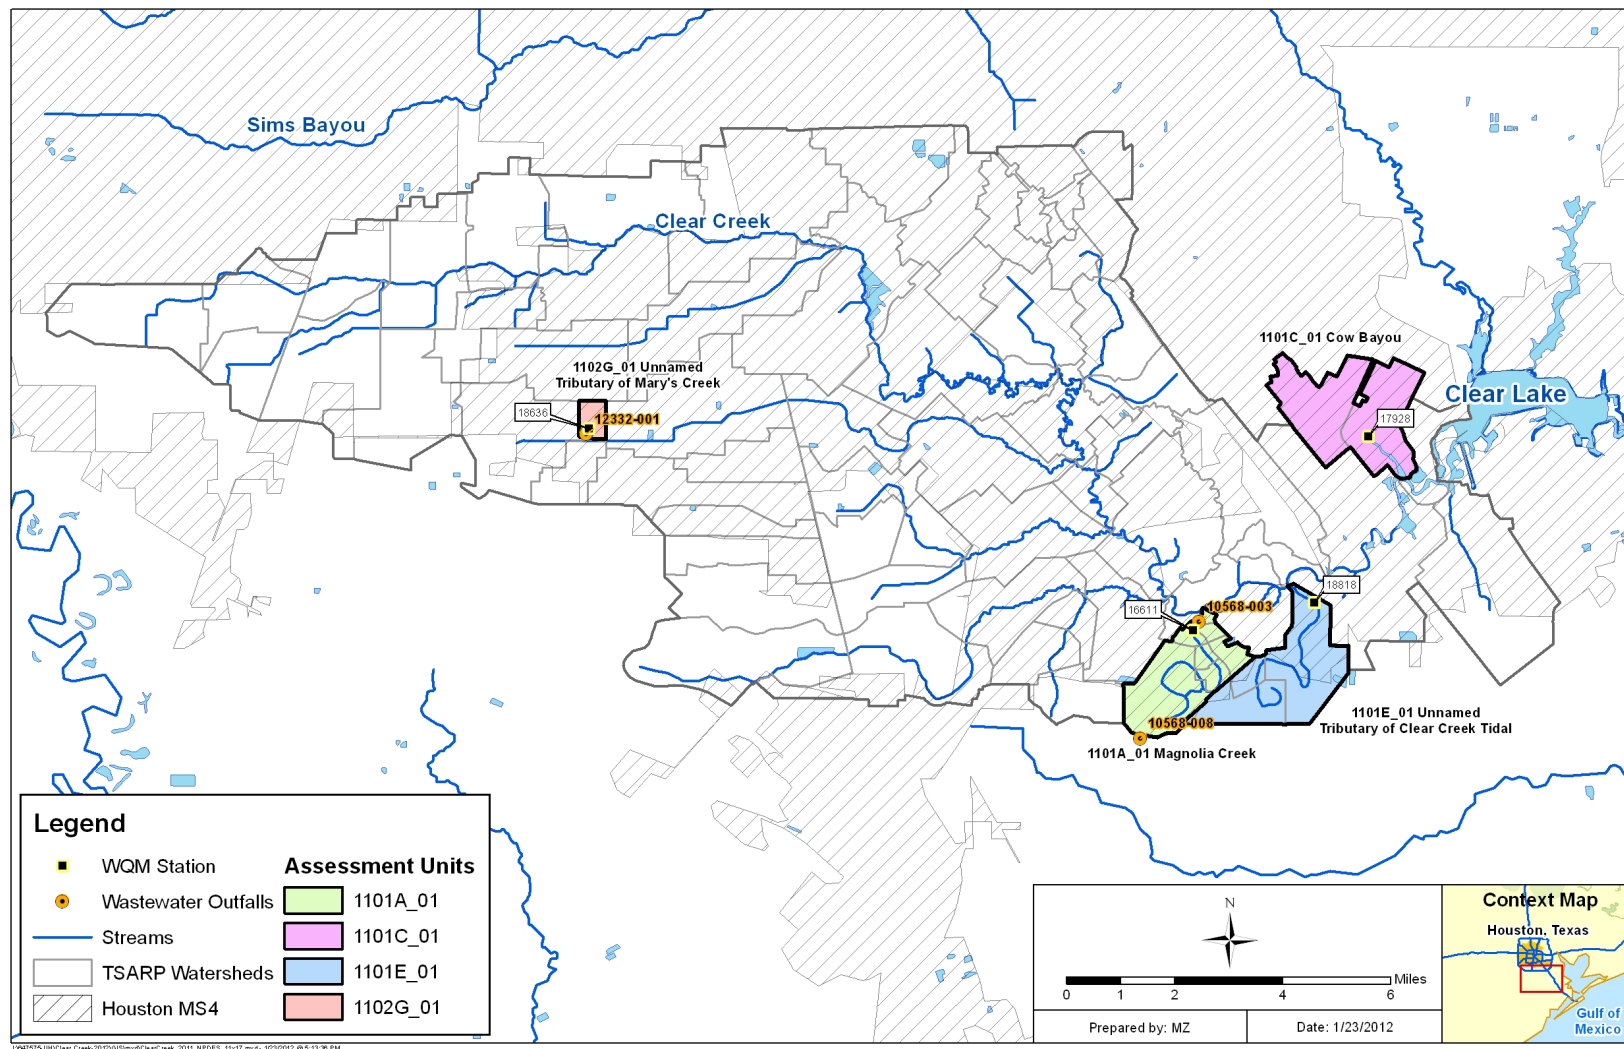 Sims Bayou
Clear Creek
1101C_01 Cow Bayou
Clear Lake
17928
1102G_01 Unnamed
Tributary of Mary's Creek
18636
12332-001
18818
16611
10568-003
10568-008
1101A_01 Magnolia Creek
1101E_01 Unnamed
Tributary of Clear Creek Tidal
Legend
WQM Station
Wastewater Outfalls
Streams
TSARP Watersheds
Houston MS4
Assessment Units
1101A_01
1101C_01
1101E_01
1102G_01
N
Miles
0 1 2 4 6
Prepared by: MZ
Date: 1/23/2012
Context Map
Houston, Texas
Gulf of
Mexico